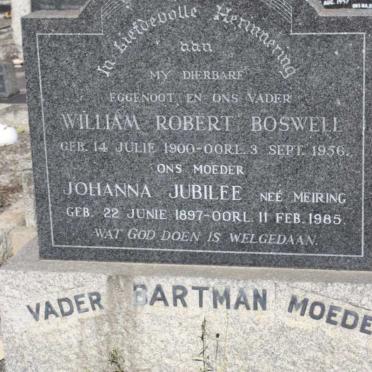 In Liefdevolle Herinnering
aan
MY DIERBARE
EGGENOOT EN ONS VADER
WILLIAM ROBERT BOSWELL
GEB. 14 JULIE 1900-OORL. 3 SEPT. 1956.
ONS MOEDER
JOHANNA JUBILEE NEÉ MEIRING
GEB. 22 JUNIE 1897-OORL. 11 FEB. 1985.
WAT GOD DOEN IS WELGEDAAN.
VADER BARTMAN MOEDE